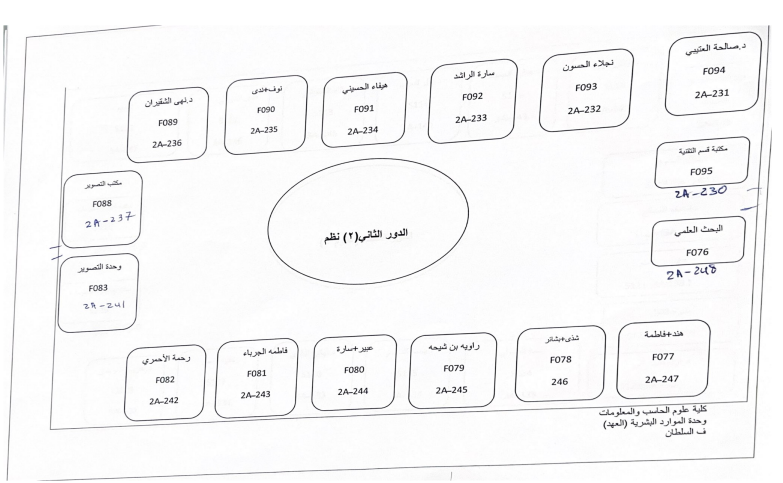 د.صالحة العتيبي
F094
2A–231
نجلاء الحسون
F093
2A–232
سارة الراشد
F092
2A–233
هيفاء الحسيني
F091
2A–234
نوف+ندى
F090
2A–235
د.نهى الشقيران
F089
2A–236
مكتبة قسم التقنية
F095
2A-230
مكتب التصوير
F088
2A-237
الدور الثاني(٢) نظم
البحث العلمي
F076
2A-248
وحدة التصوير
F083
2A-241
هند+فاطمة
F077
2A–247
شذى+بشائر
F078
246
راويه بن شيحه
F079
2A–245
عبير+سارة
F080
2A–244
فاطمه الجرباء
F081
2A–243
رحمة الأحمري
F082
2A–242
كلية علوم الحاسب والمعلومات
وحدة الموارد البشرية (العهد)
ف السلطان